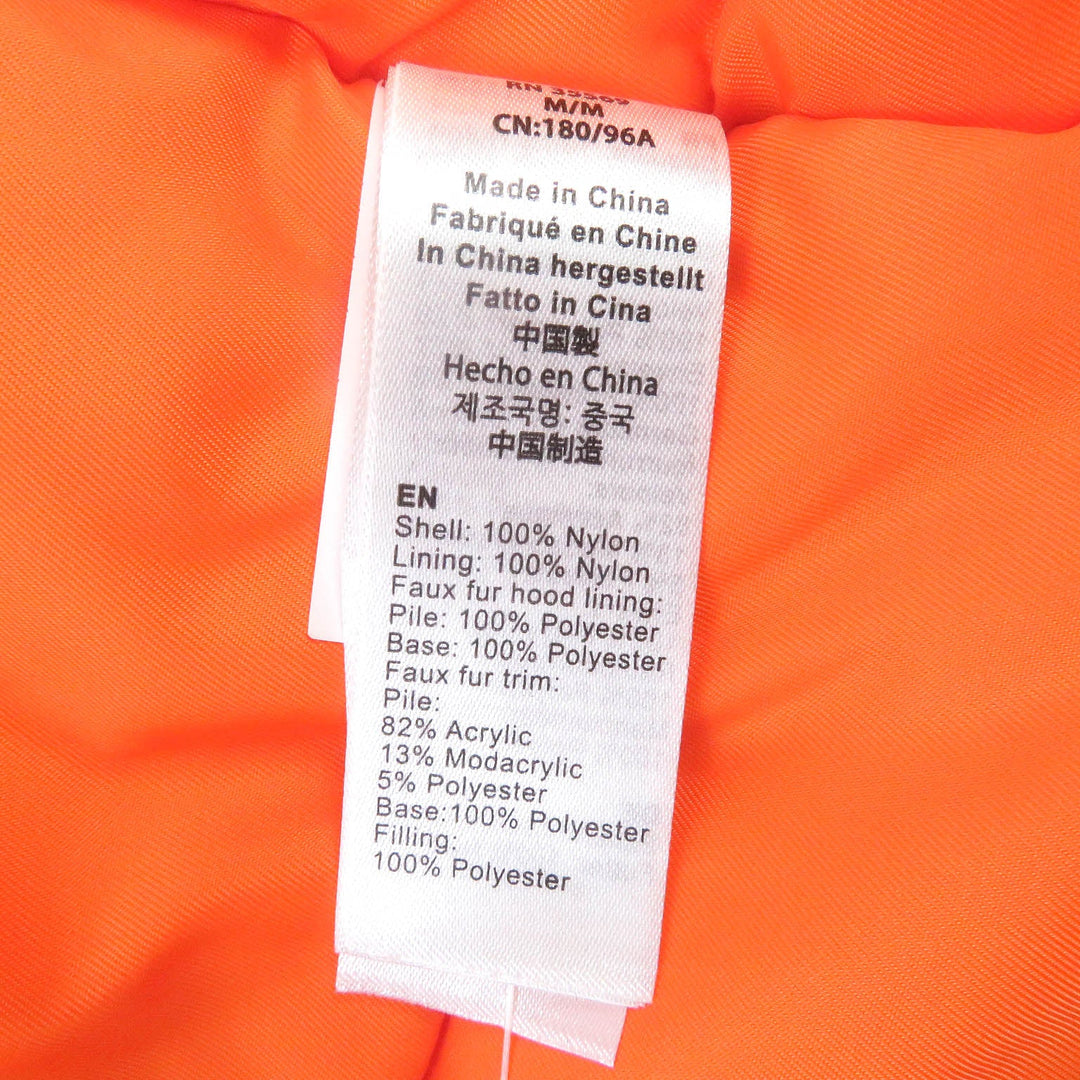 RN 35569
M/M
CN:180/96A
Made in China
Fabriqué en Chine
In China hergestellt
Fatto in Cina
中国製
Hecho en China
제조국명: 중국
中国制造
EN
Shell: 100% Nylon
Lining: 100% Nylon
Faux fur hood lining:
Pile: 100% Polyester
Base: 100% Polyester
Faux fur trim:
Pile:
82% Acrylic
13% Modacrylic
5% Polyester
Base:100% Polyester
Filling:
100% Polyester